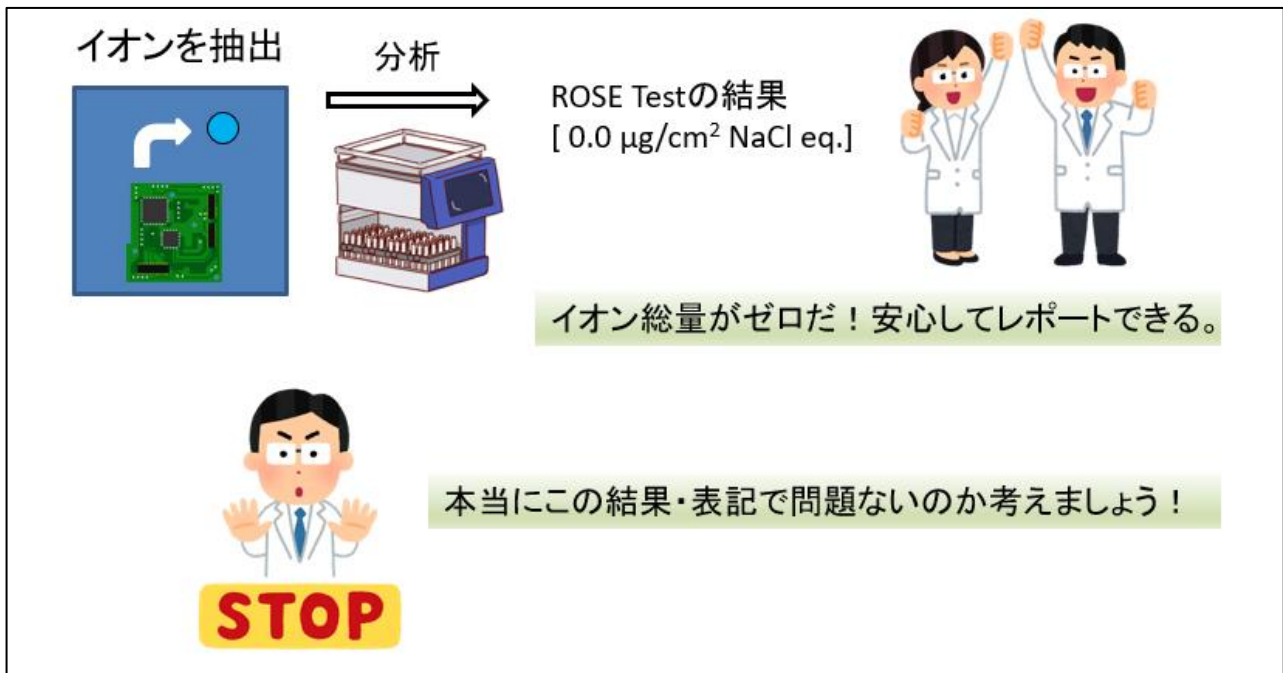 イオンを抽出
分析
ROSE Testの結果
[ 0.0 µg/cm² NaCl eq.]
イオン総量がゼロだ！安心してレポートできる。
本当にこの結果・表記で問題ないのか考えましょう！
STOP